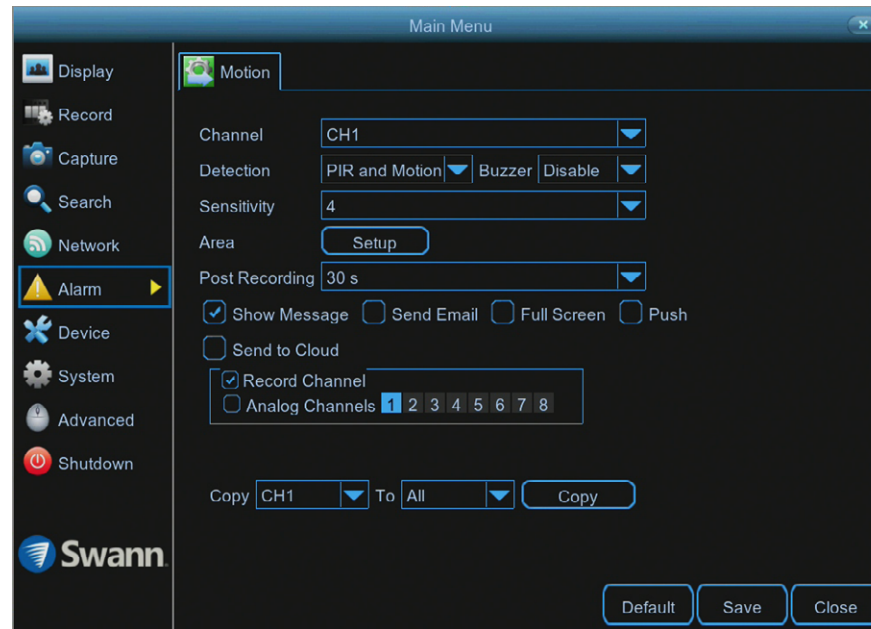 Main Menu
Display
Record
Capture
Search
Network
Alarm
Device
System
Advanced
Shutdown
Swann
Motion
Channel CH1
Detection PIR and Motion Buzzer Disable
Sensitivity 4
Area Setup
Post Recording 30 s
Show Message Send Email Full Screen Push
Send to Cloud
Record Channel
Analog Channels 1 2 3 4 5 6 7 8
Copy CH1 To All Copy
Default Save Close